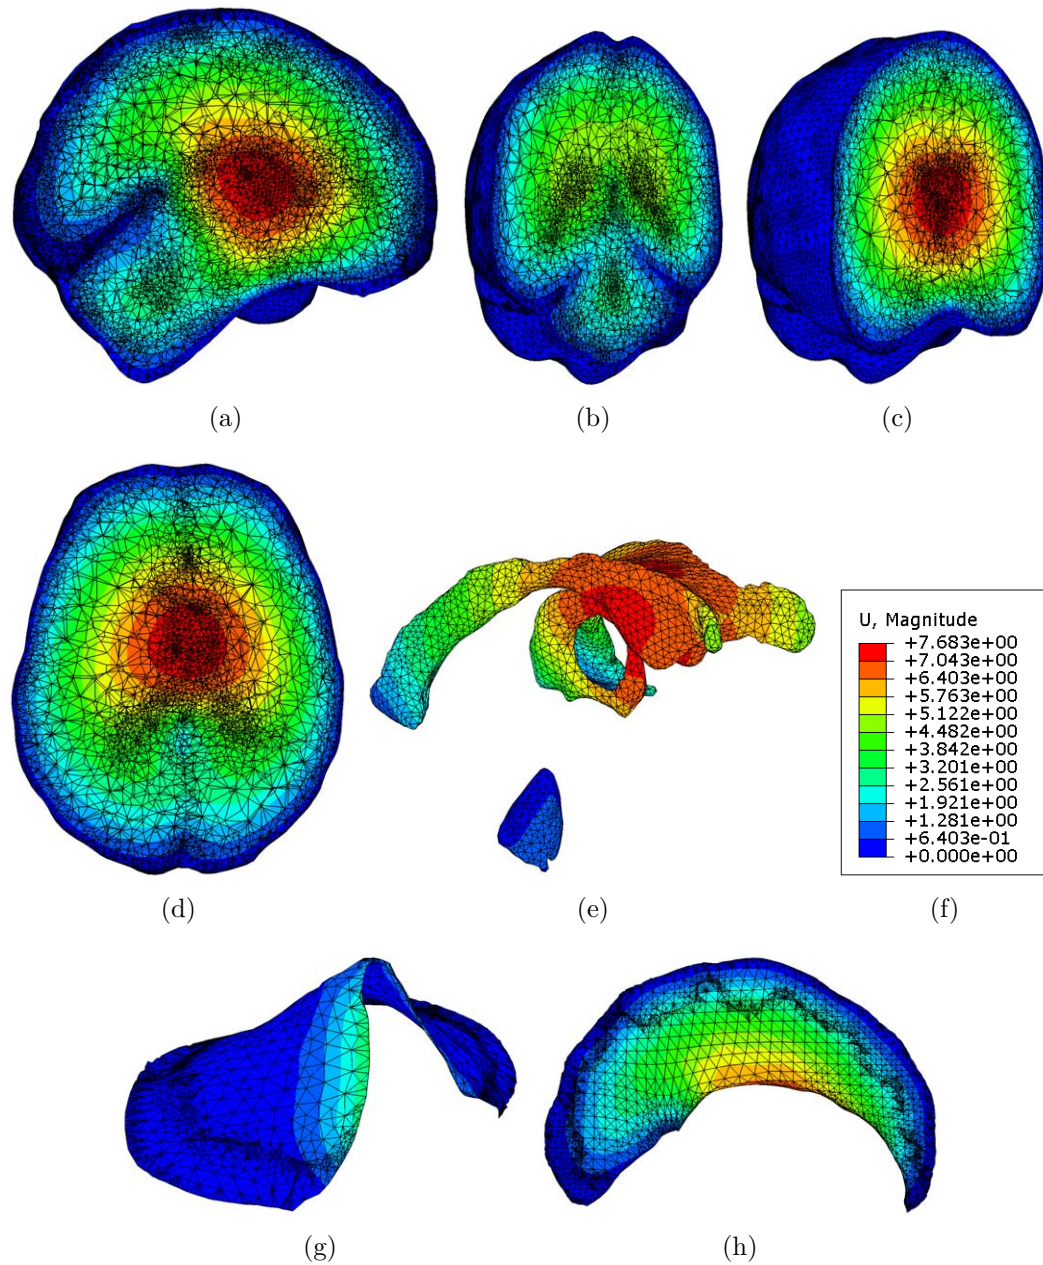 (a)
(b)
(c)
U, Magnitude
+7.683e+00
+7.043e+00
+6.403e+00
+5.763e+00
+5.122e+00
+4.482e+00
+3.842e+00
+3.201e+00
+2.561e+00
+1.921e+00
+1.281e+00
+6.403e-01
+0.000e+00
(d)
(e)
(f)
(g)
(h)